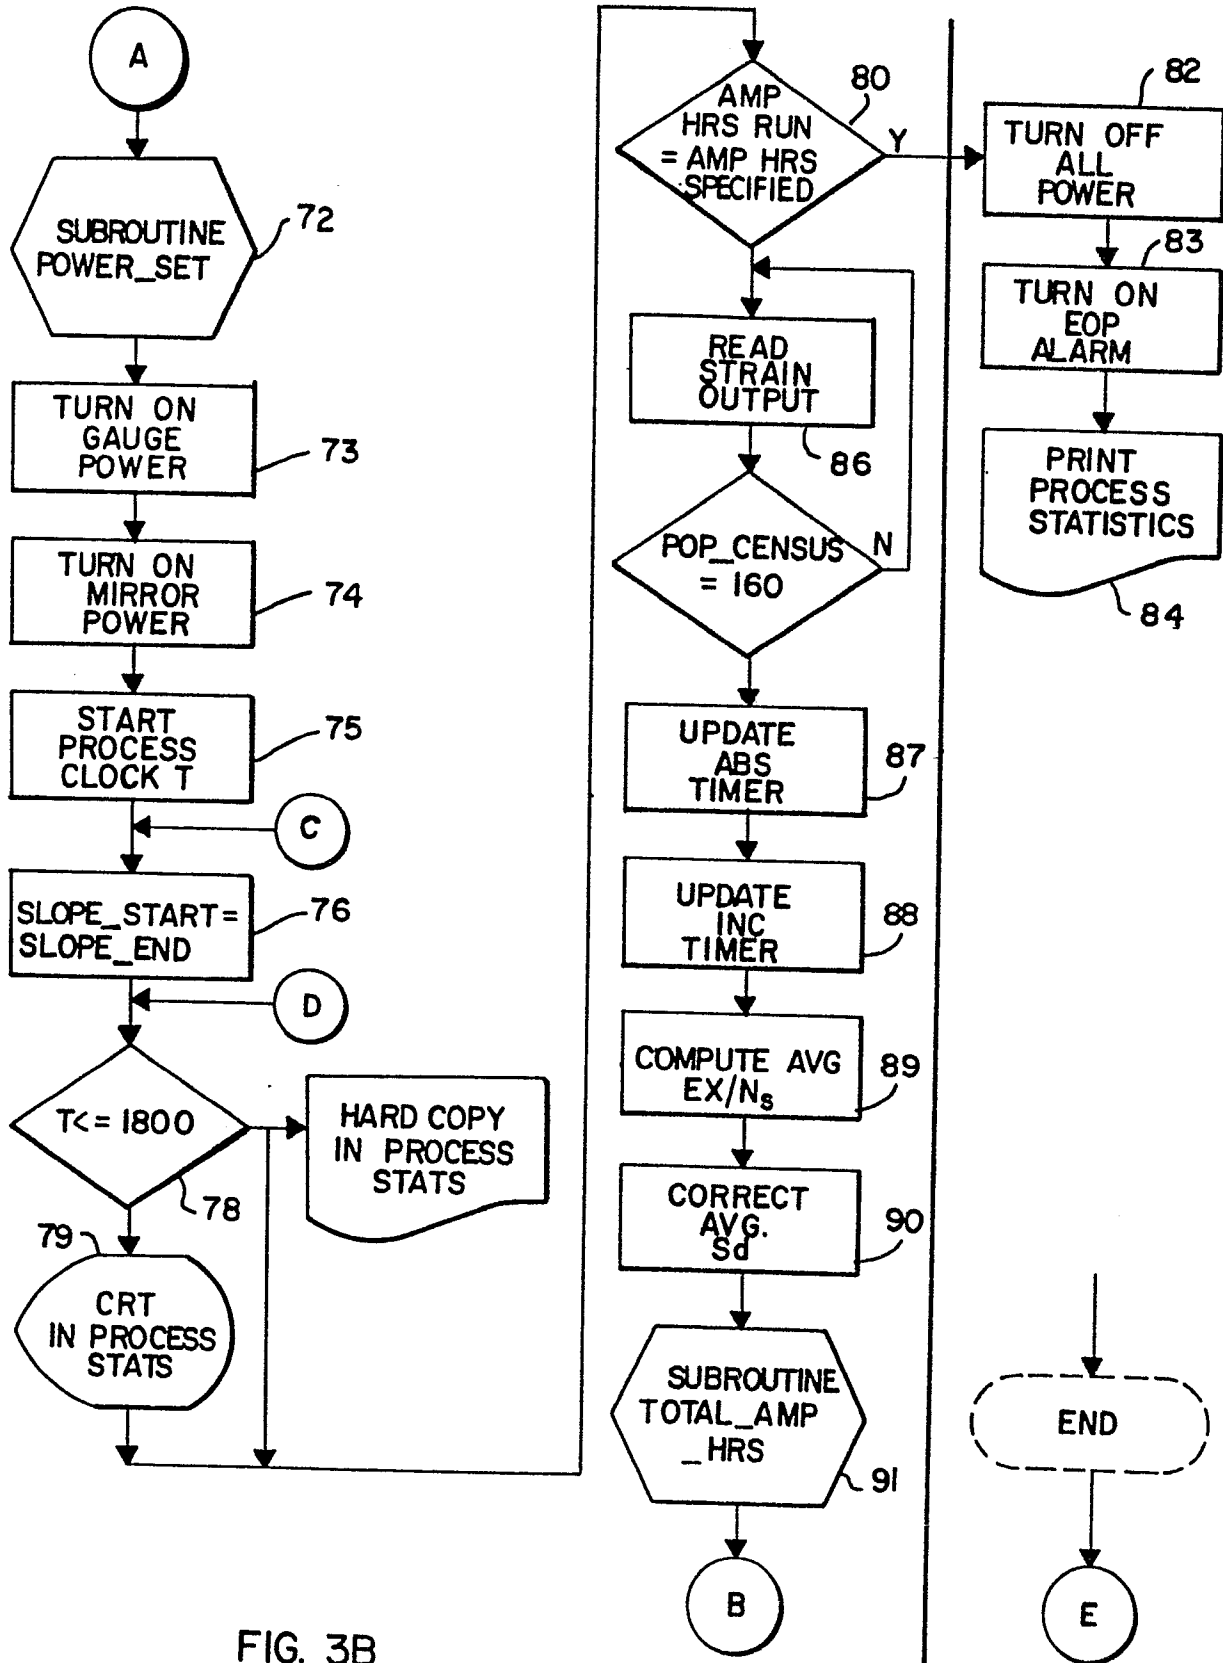 A
SUBROUTINE
POWER_SET
72
TURN ON
GAUGE
POWER
73
TURN ON
MIRROR
POWER
74
START
PROCESS
CLOCK T
75
C
SLOPE_START=
SLOPE_END
76
D
T<=1800
78
HARD COPY
IN PROCESS
STATS
79
CRT
IN PROCESS
STATS
FIG. 3B
AMP
HRS RUN
= AMP HRS
SPECIFIED
80
Y
READ
STRAIN
OUTPUT
86
POP_CENSUS
= 160
N
UPDATE
ABS
TIMER
87
UPDATE
INC
TIMER
88
COMPUTE AVG
EX/Ns
89
CORRECT
AVG.
Sd
90
SUBROUTINE
TOTAL_AMP
_HRS
91
B
82
TURN OFF
ALL
POWER
83
TURN ON
EOP
ALARM
PRINT
PROCESS
STATISTICS
84
END
E